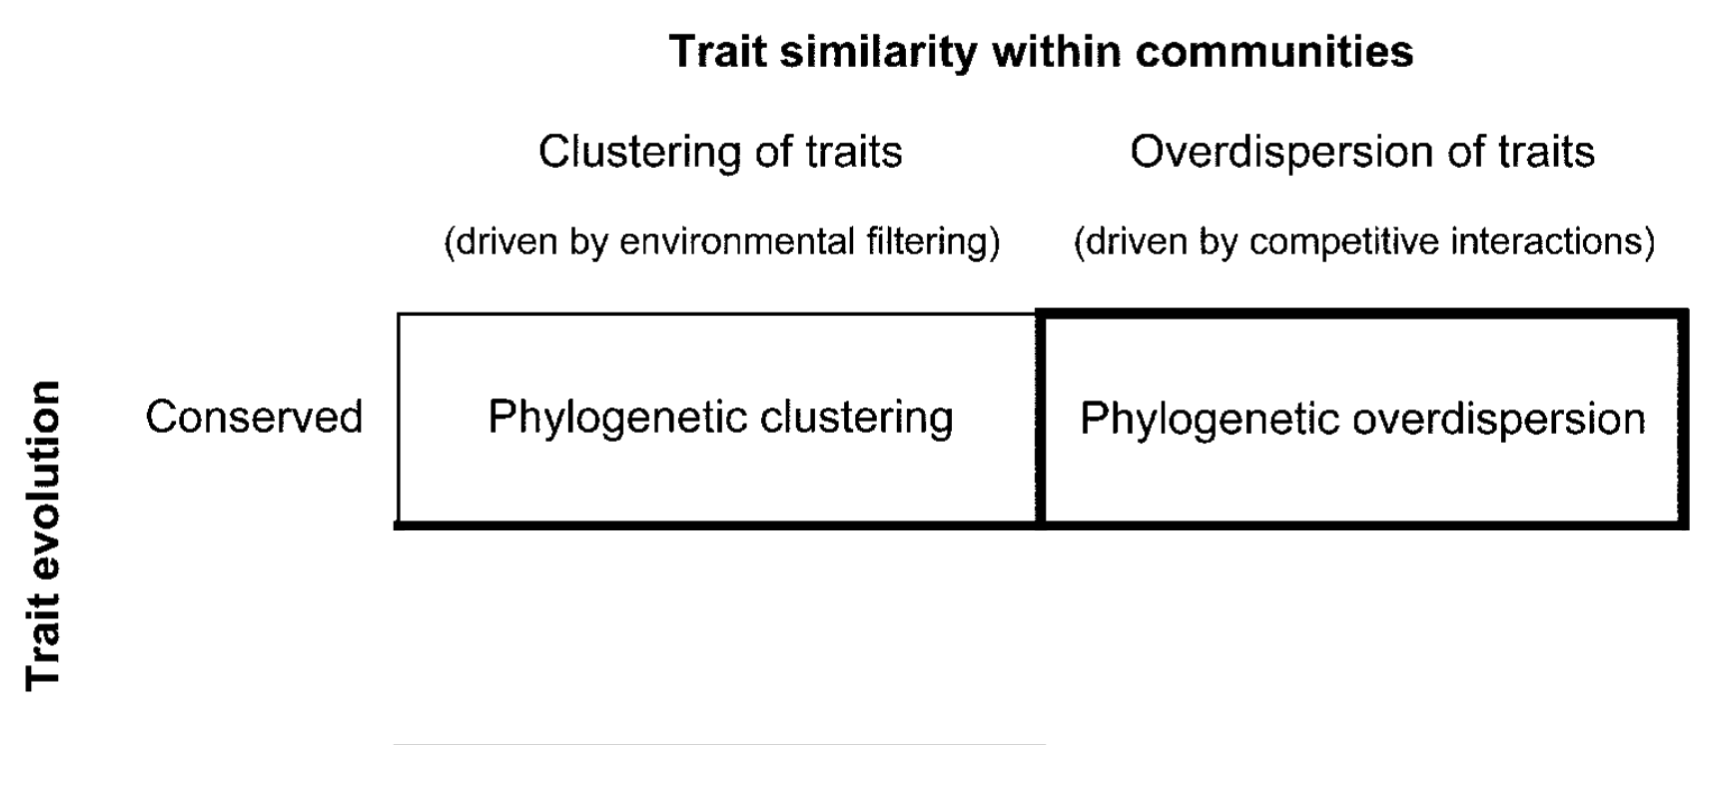 Trait similarity within communities
Clustering of traits
Overdispersion of traits
(driven by environmental filtering)
(driven by competitive interactions)
Trait evolution
Conserved
Phylogenetic clustering
Phylogenetic overdispersion